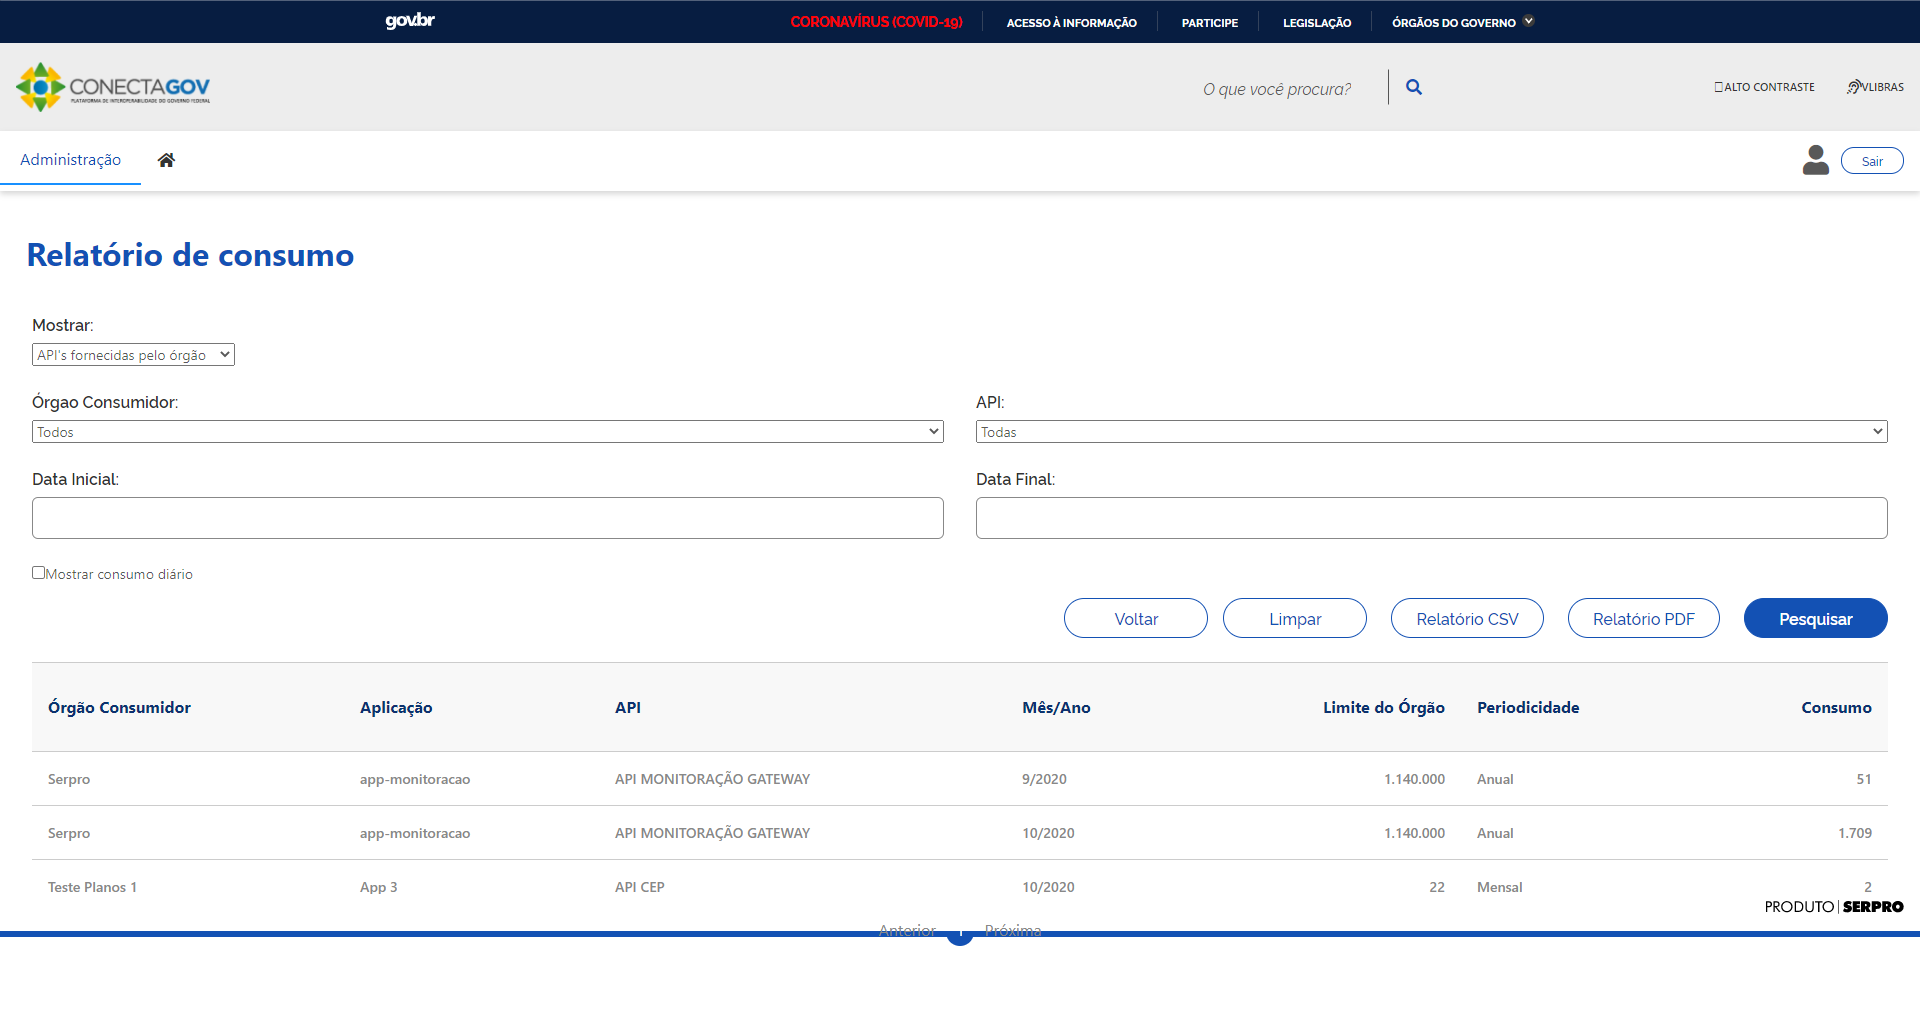 gov.br
CORONAVÍRUS (COVID-19)
ACESSO À INFORMAÇÃO
PARTICIPE
LEGISLAÇÃO
ÓRGÃOS DO GOVERNO
CONECTAGOV
PLATAFORMA DE INTEROPERABILIDADE DO GOVERNO FEDERAL
O que você procura?
ALTO CONTRASTE
VLIBRAS
Administração
Sair
Relatório de consumo
Mostrar:
API's fornecidas pelo órgão
Órgao Consumidor:
API:
Todos
Todas
Data Inicial:
Data Final:
Mostrar consumo diário
Voltar
Limpar
Relatório CSV
Relatório PDF
Pesquisar
Órgão Consumidor Aplicação API Mês/Ano Limite do Órgão Periodicidade Consumo
Serpro app-monitoracao API MONITORAÇÃO GATEWAY 9/2020 1.140.000 Anual 51
Serpro app-monitoracao API MONITORAÇÃO GATEWAY 10/2020 1.140.000 Anual 1.709
Teste Planos 1 App 3 API CEP 10/2020 22 Mensal 2
PRODUTO | SERPRO
Anterior 1 Próxima